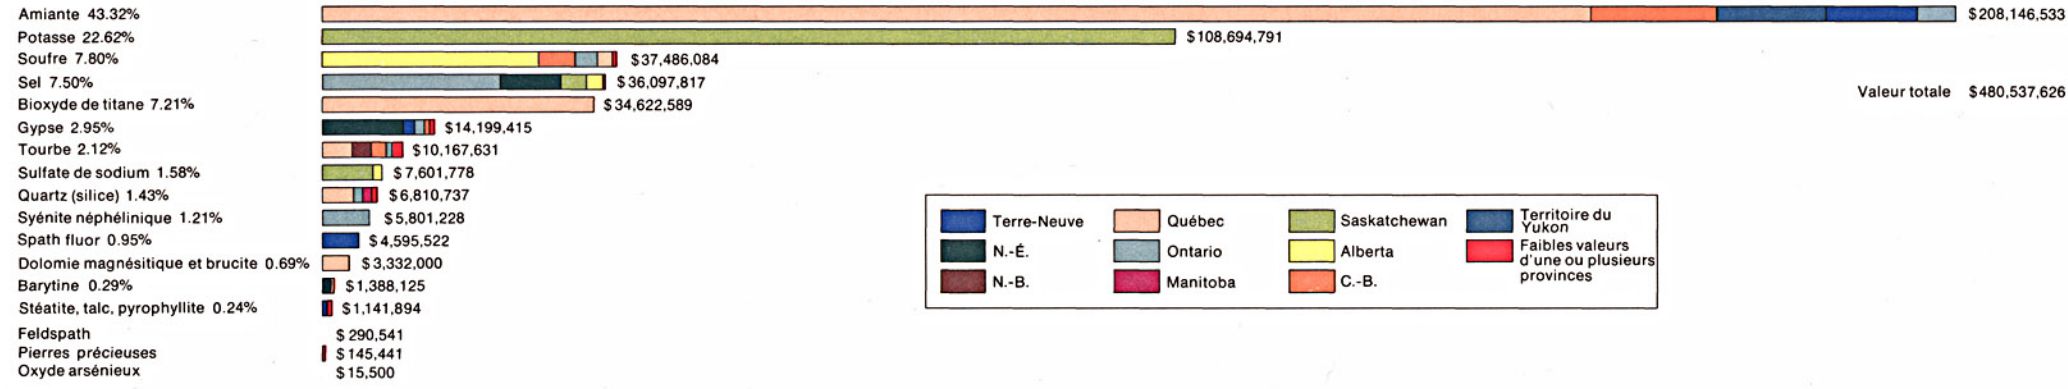 Amiante 43.32% $208,146,533
Potasse 22.62% $108,694,791
Soufre 7.80% $37,486,084
Sel 7.50% $36,097,817
Valeur totale $480,537,626
Bioxyde de titane 7.21% $34,622,589
Gypse 2.95% $14,199,415
Tourbe 2.12% $10,167,631
Sulfate de sodium 1.58% $7,601,778
Quartz (silice) 1.43% $6,810,737
Syénite néphélinique 1.21% $5,801,228
Spath fluor 0.95% $4,595,522
Dolomie magnésitique et brucite 0.69% $3,332,000
Barytine 0.29% $1,388,125
Stéatite, talc, pyrophyllite 0.24% $1,141,894
Feldspath $290,541
Pierres précieuses $145,441
Oxyde arsénieux $15,500
Terre-Neuve
N.-É.
N.-B.
Québec
Ontario
Manitoba
Saskatchewan
Alberta
C.-B.
Territoire du
Yukon
Faibles valeurs
d'une ou plusieurs
provinces